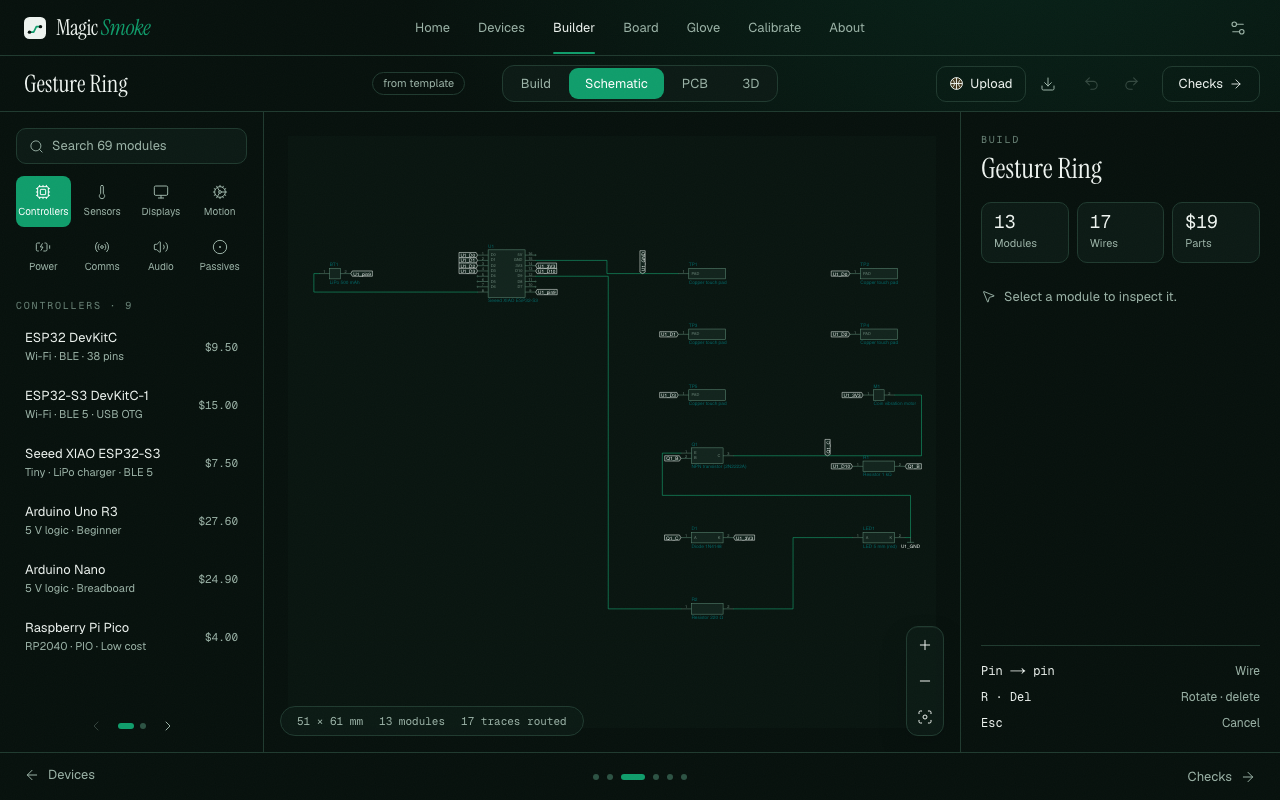 Magic Smoke
Home
Devices
Builder
Board
Glove
Calibrate
About
Gesture Ring
from template
Build
Schematic
PCB
3D
Upload
Checks
Search 69 modules
Controllers
Sensors
Displays
Motion
Power
Comms
Audio
Passives
CONTROLLERS · 9
ESP32 DevKitC
Wi-Fi · BLE · 38 pins
$9.50
ESP32-S3 DevKitC-1
Wi-Fi · BLE 5 · USB OTG
$15.00
Seeed XIAO ESP32-S3
Tiny · LiPo charger · BLE 5
$7.50
Arduino Uno R3
5 V logic · Beginner
$27.60
Arduino Nano
5 V logic · Breadboard
$24.90
Raspberry Pi Pico
RP2040 · PIO · Low cost
$4.00
U1_GND
51 × 61 mm 13 modules 17 traces routed
BUILD
Gesture Ring
13
Modules
17
Wires
$19
Parts
Select a module to inspect it.
Pin → pin
Wire
R · Del
Rotate · delete
Esc
Cancel
Devices
Checks